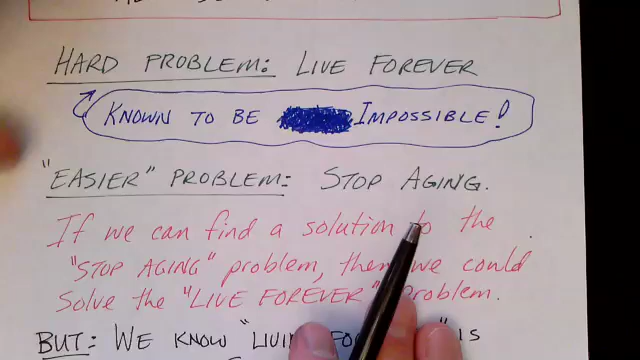 HARD PROBLEM: LIVE FOREVER
KNOWN TO BE IMPOSSIBLE!
"EASIER" PROBLEM: STOP AGING.
If we can find a solution to the
"STOP AGING" problem, then we could
Solve the "LIVE FOREVER" problem.
BUT: WE KNOW " IS